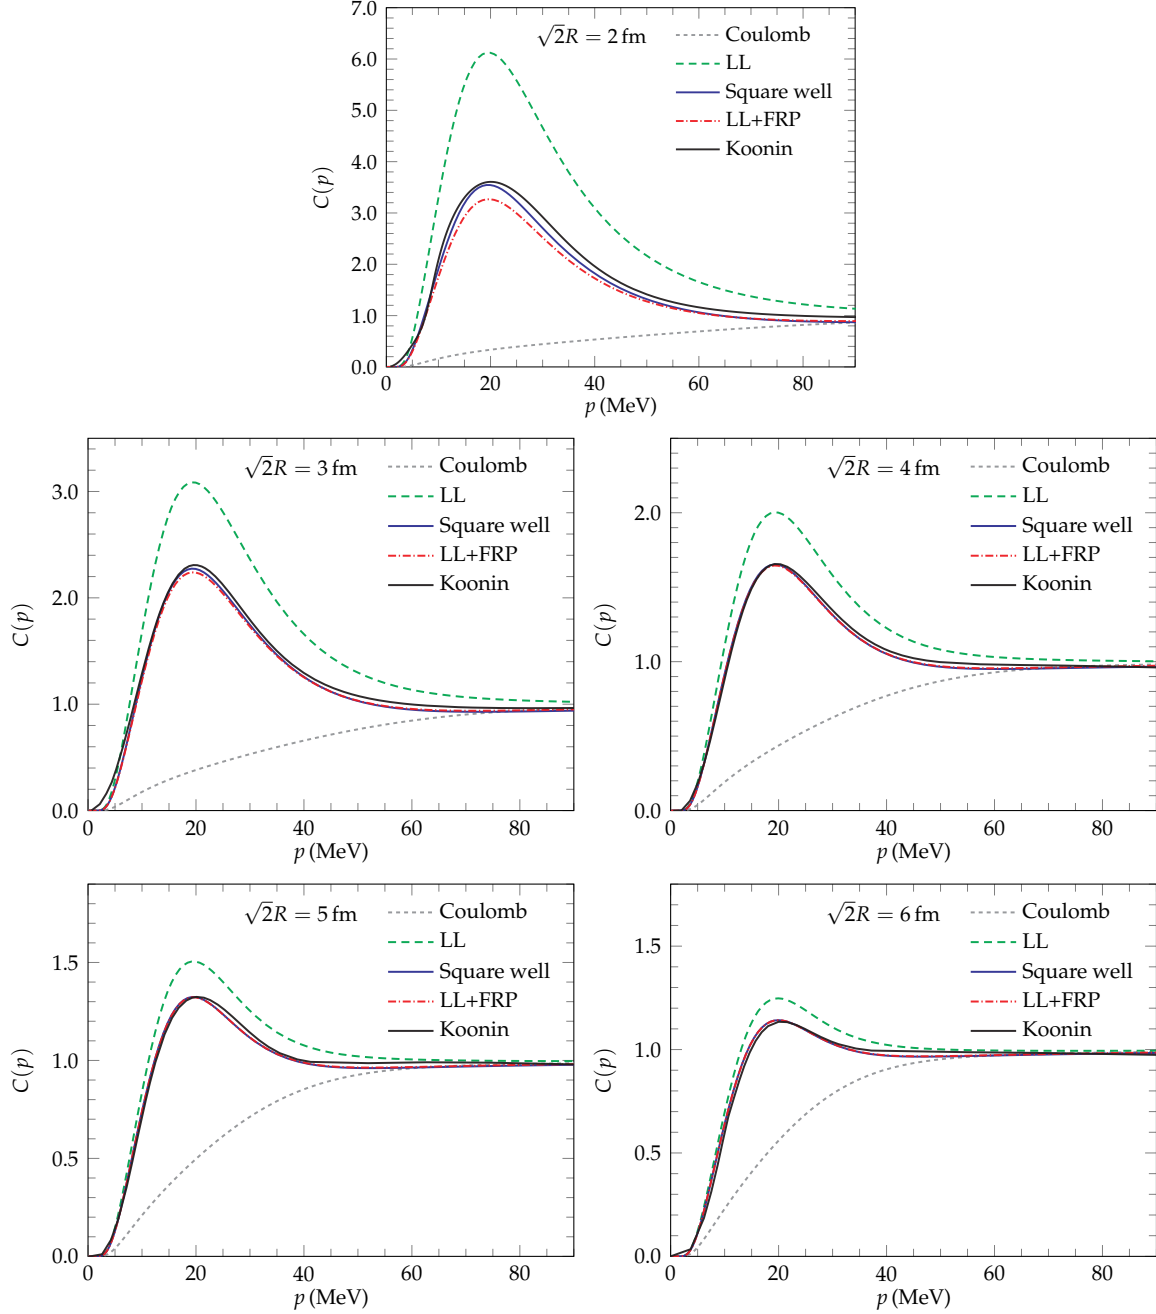 7.0
6.0
5.0
4.0
3.0
2.0
1.0
0.0
C(p)
√2R = 2 fm
Coulomb
LL
Square well
LL+FRP
Koonin
0 20 40 60 80
p (MeV)
3.0
2.0
1.0
0.0
C(p)
√2R = 3 fm
Coulomb
LL
Square well
LL+FRP
Koonin
0 20 40 60 80
p (MeV)
2.0
1.0
0.0
C(p)
√2R = 4 fm
Coulomb
LL
Square well
LL+FRP
Koonin
0 20 40 60 80
p (MeV)
1.5
1.0
0.5
0.0
C(p)
√2R = 5 fm
Coulomb
LL
Square well
LL+FRP
Koonin
0 20 40 60 80
p (MeV)
1.5
1.0
0.5
0.0
C(p)
√2R = 6 fm
Coulomb
LL
Square well
LL+FRP
Koonin
0 20 40 60 80
p (MeV)